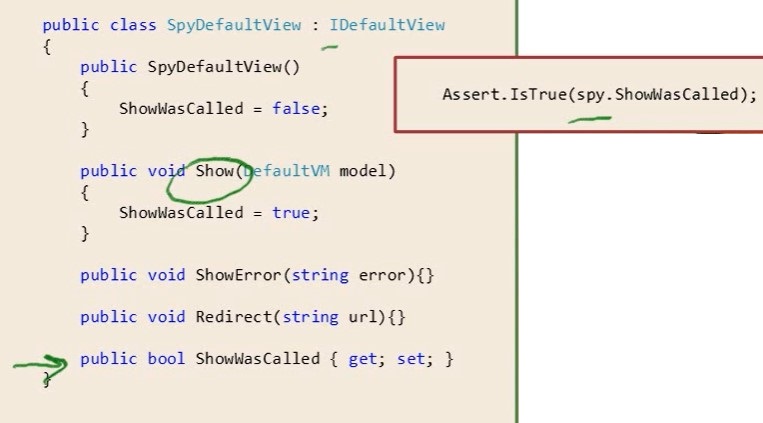 public class SpyDefaultView : IDefaultView
{
public SpyDefaultView()
{
ShowWasCalled = false;
}
public void Show(DefaultVM model)
{
ShowWasCalled = true;
}
public void ShowError(string error){}
public void Redirect(string url){}
public bool ShowWasCalled { get; set; }
}
Assert.IsTrue(spy.ShowWasCalled);